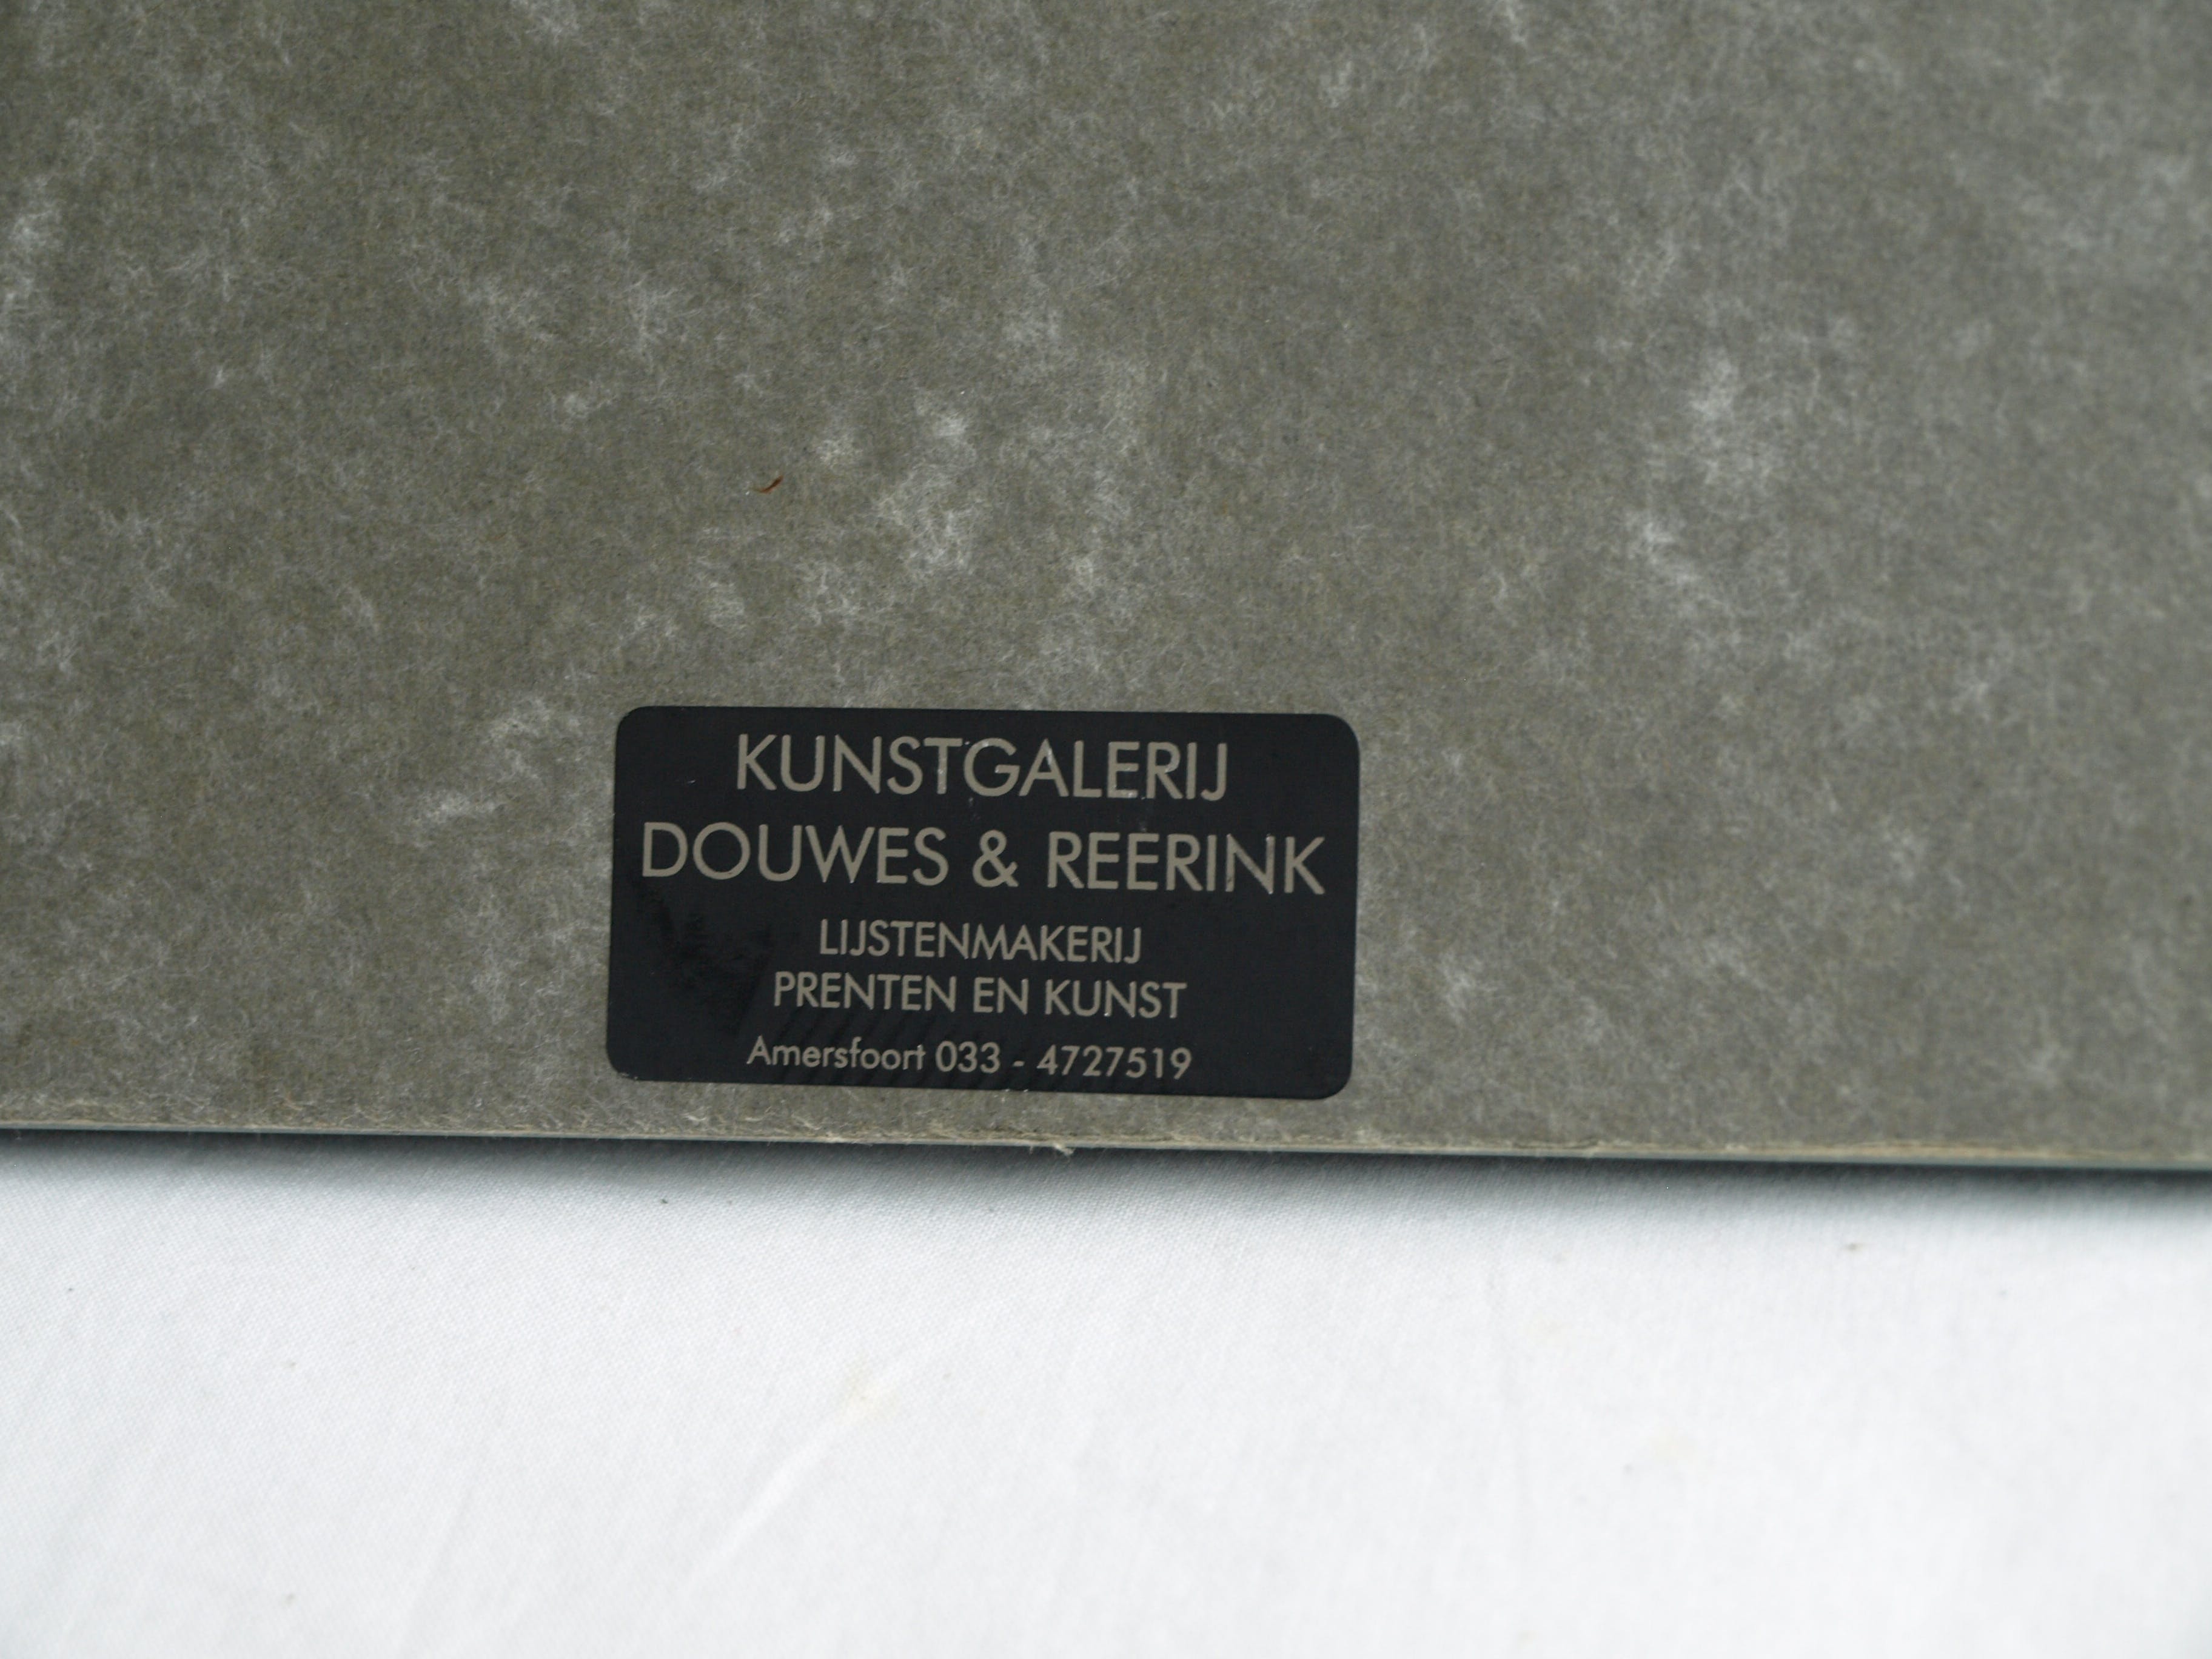 KUNSTGALERIJ
DOUWES & REERINK
LIJSTENMAKERIJ
PRENTEN EN KUNST
Amersfoort 033 - 4727519